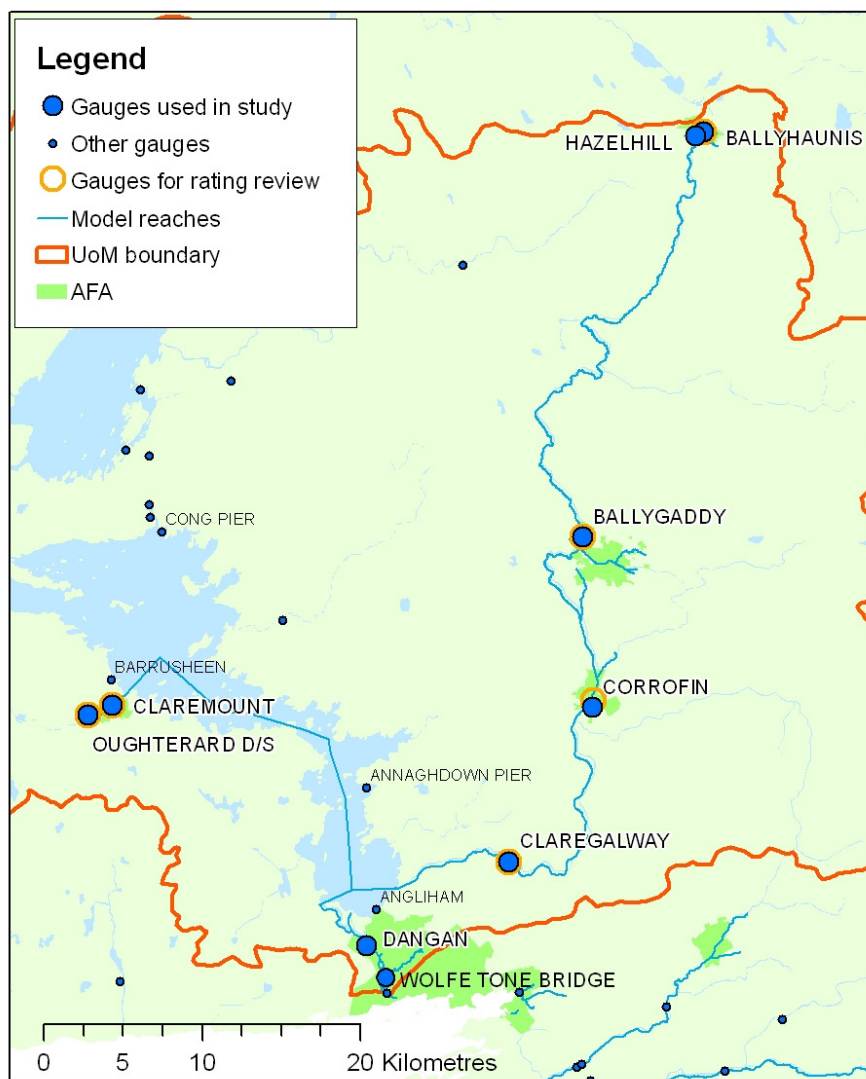 Legend
Gauges used in study
Other gauges
Gauges for rating review
Model reaches
UoM boundary
AFA
HAZELHILL
BALLYHAUNIS
CONG PIER
BALLYGADDY
BARRUSHEEN
CLAREMOUNT
CORROFIN
OUGHTERARD D/S
ANNAGHDOWN PIER
CLAREGALWAY
ANGLIHAM
DANGAN
WOLFE TONE BRIDGE
0 5 10 20 Kilometres